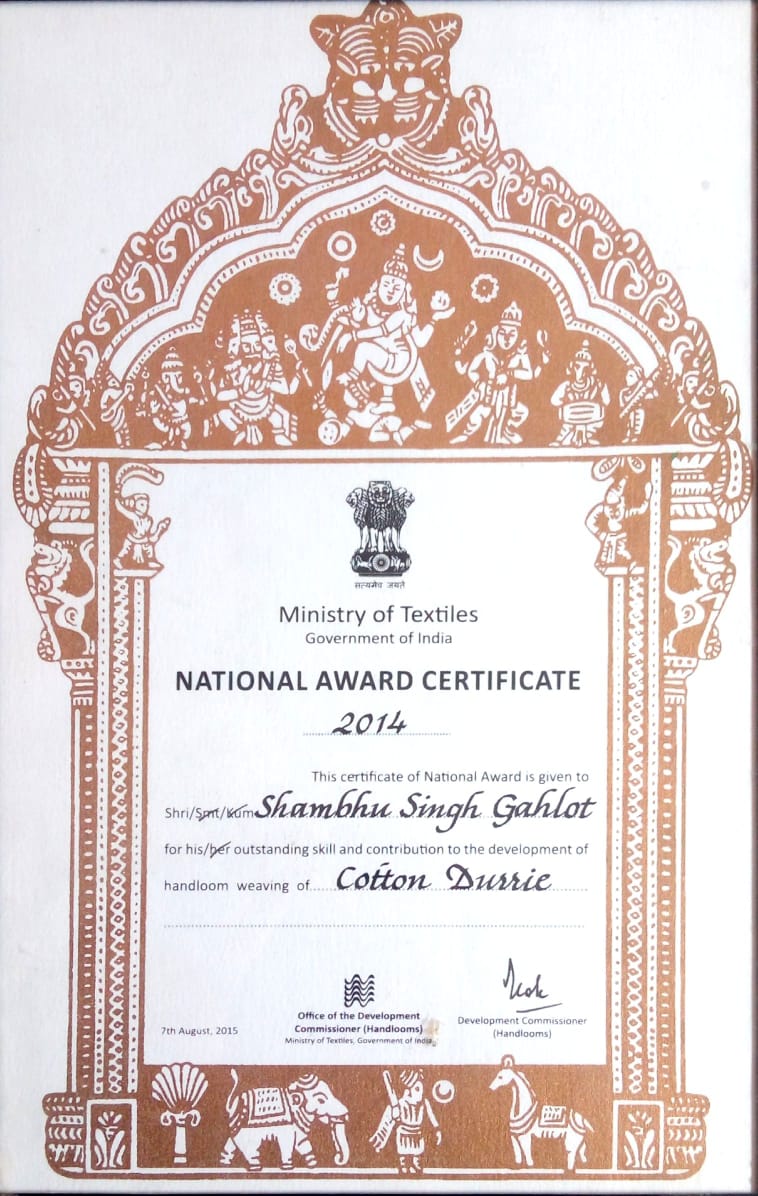 सत्यमेव जयते
Ministry of Textiles
Government of India
NATIONAL AWARD CERTIFICATE
2014
This certificate of National Award is given to
Shri/Smt/Kum Shambhu Singh Gahlot
for his/her outstanding skill and contribution to the development of
handloom weaving of Cotton Durrie
7th August, 2015
Office of the Development
Commissioner (Handlooms)
Ministry of Textiles, Government of India
Development Commissioner
(Handlooms)